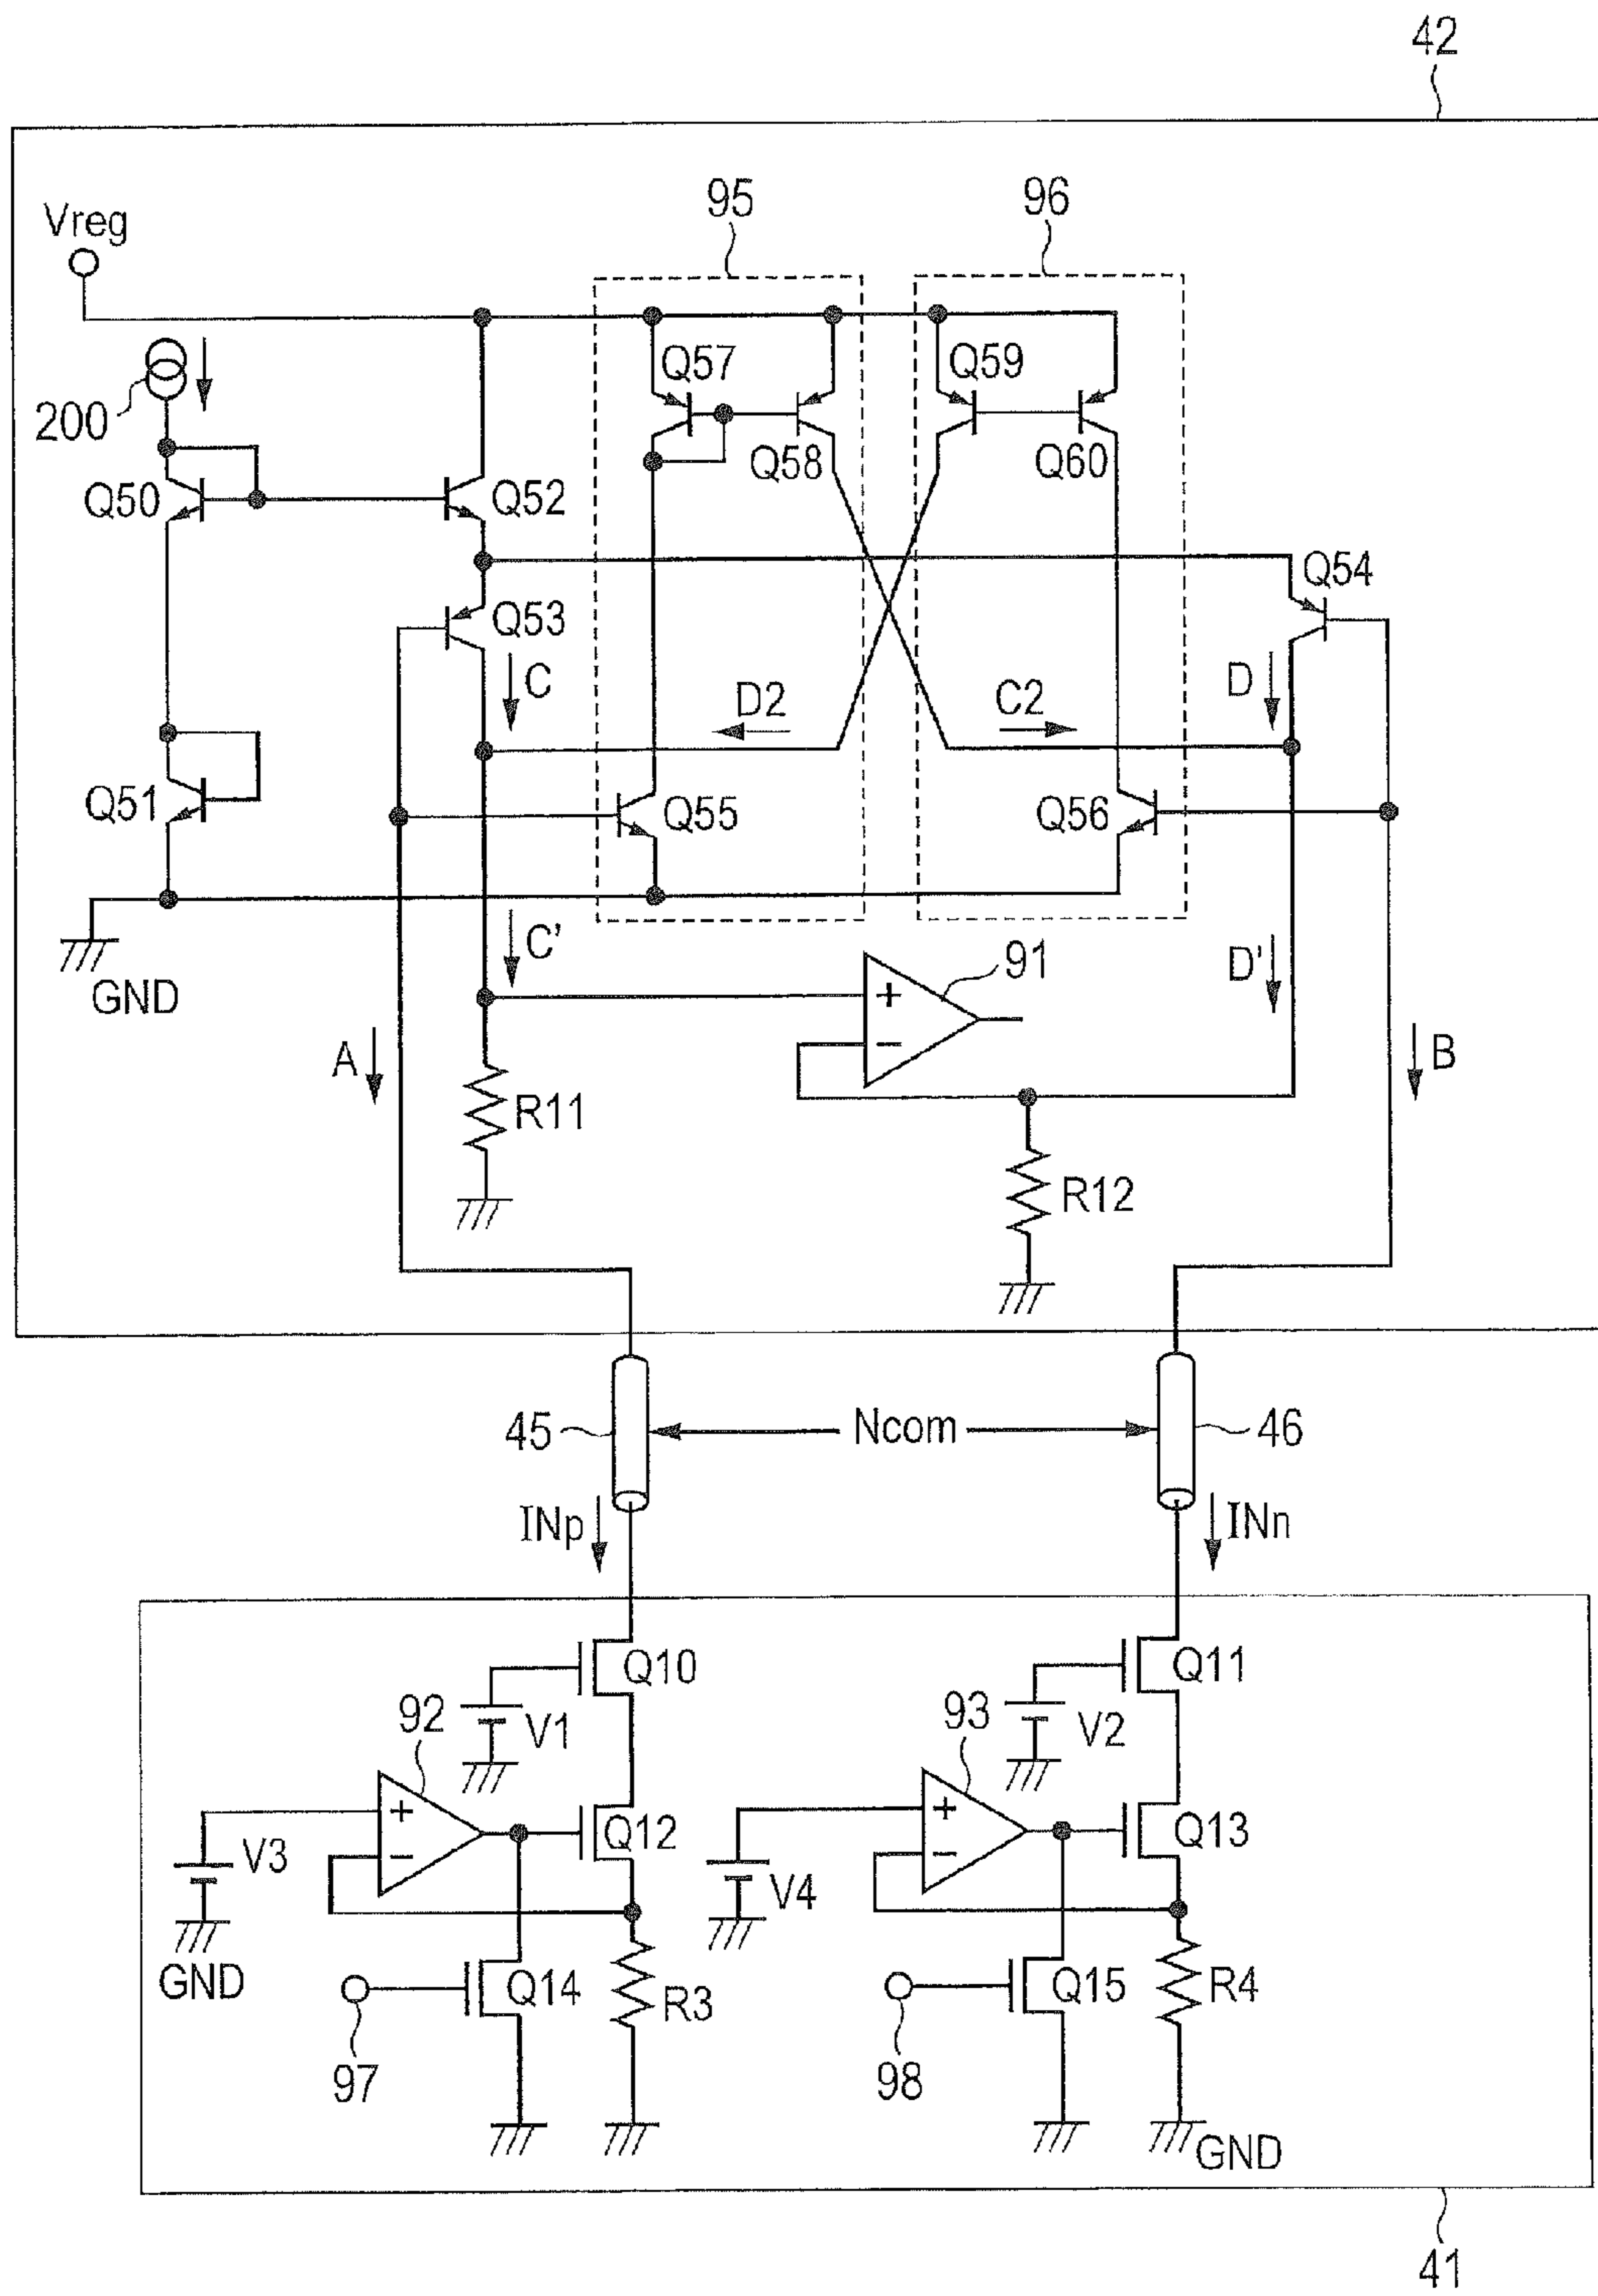 42
Vreg
95
96
Q57
Q59
200
Q58
Q60
Q50
Q52
Q54
Q53
C
D2
C2
D
Q51
Q55
Q56
C'
91
D'
GND
A
+
−
B
R11
R12
45
Ncom
46
INp
INn
Q10
Q11
92
V1
93
V2
+
−
Q12
+
−
Q13
V3
V4
GND
Q14
R3
Q15
R4
97
98
GND
41